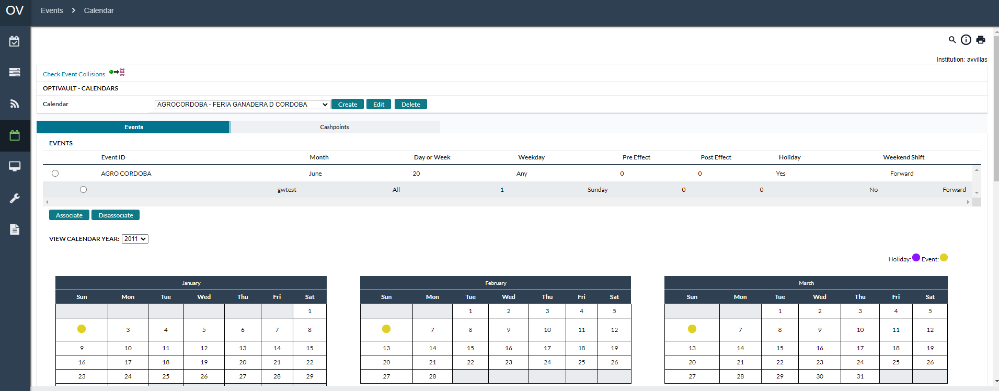 OV Events Calendar
Institution: avvillas
Check Event Collisions
OPTIVAULT - CALENDARS
Calendar AGROCORDOBA - FERIA GANADERA D CORDOBA Create Edit Delete
Events Cashpoints
EVENTS
Event ID Month Day or Week Weekday Pre Effect Post Effect Holiday Weekend Shift
AGRO CORDOBA June 20 Any 0 0 Yes Forward
gwtest All 1 Sunday 0 0 No Forward
Associate Disassociate
VIEW CALENDAR YEAR: 2011
Holiday: Event:
January
Sun Mon Tue Wed Thu Fri Sat
1
3 4 5 6 7 8
9 10 11 12 13 14 15
16 17 18 19 20 21 22
23 24 25 26 27 28 29
February
Sun Mon Tue Wed Thu Fri Sat
1 2 3 4 5
7 8 9 10 11 12
13 14 15 16 17 18 19
20 21 22 23 24 25 26
27 28
March
Sun Mon Tue Wed Thu Fri Sat
1 2 3 4 5
7 8 9 10 11 12
13 14 15 16 17 18 19
20 21 22 23 24 25 26
27 28 29 30 31